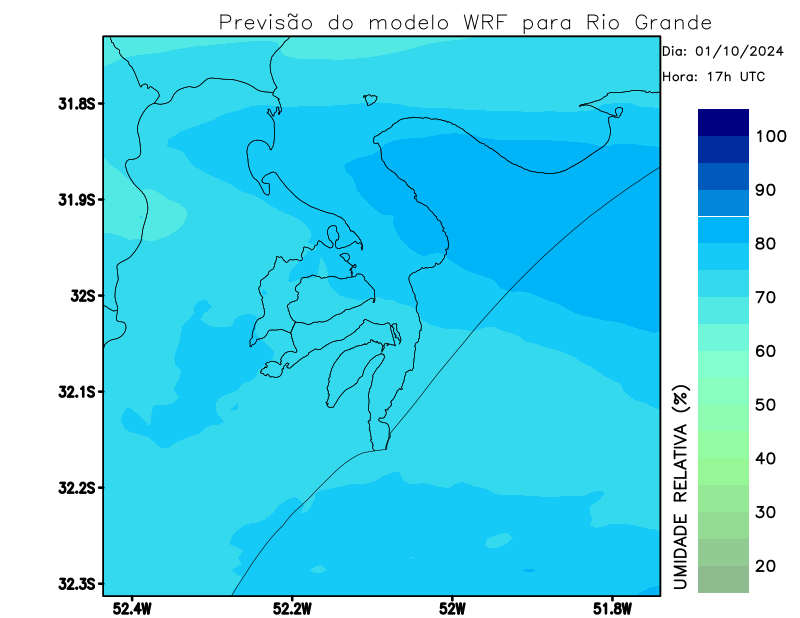 Previsão do modelo WRF para Rio Grande
Dia: 01/10/2024
Hora: 17h UTC
31.8S
31.9S
32S
32.1S
32.2S
32.3S
52.4W
52.2W
52W
51.8W
100
90
80
70
60
50
40
30
20
UMIDADE RELATIVA (%)